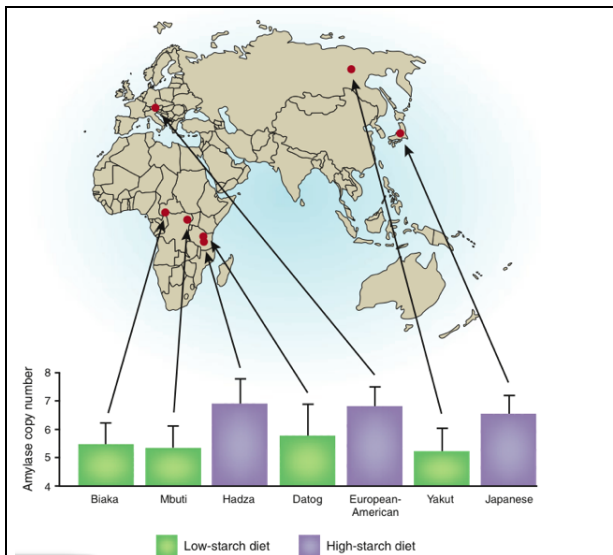 Amylase copy number
8
7
6
5
4
Biaka
Mbuti
Hadza
Datog
European-
American
Yakut
Japanese
Low-starch diet
High-starch diet